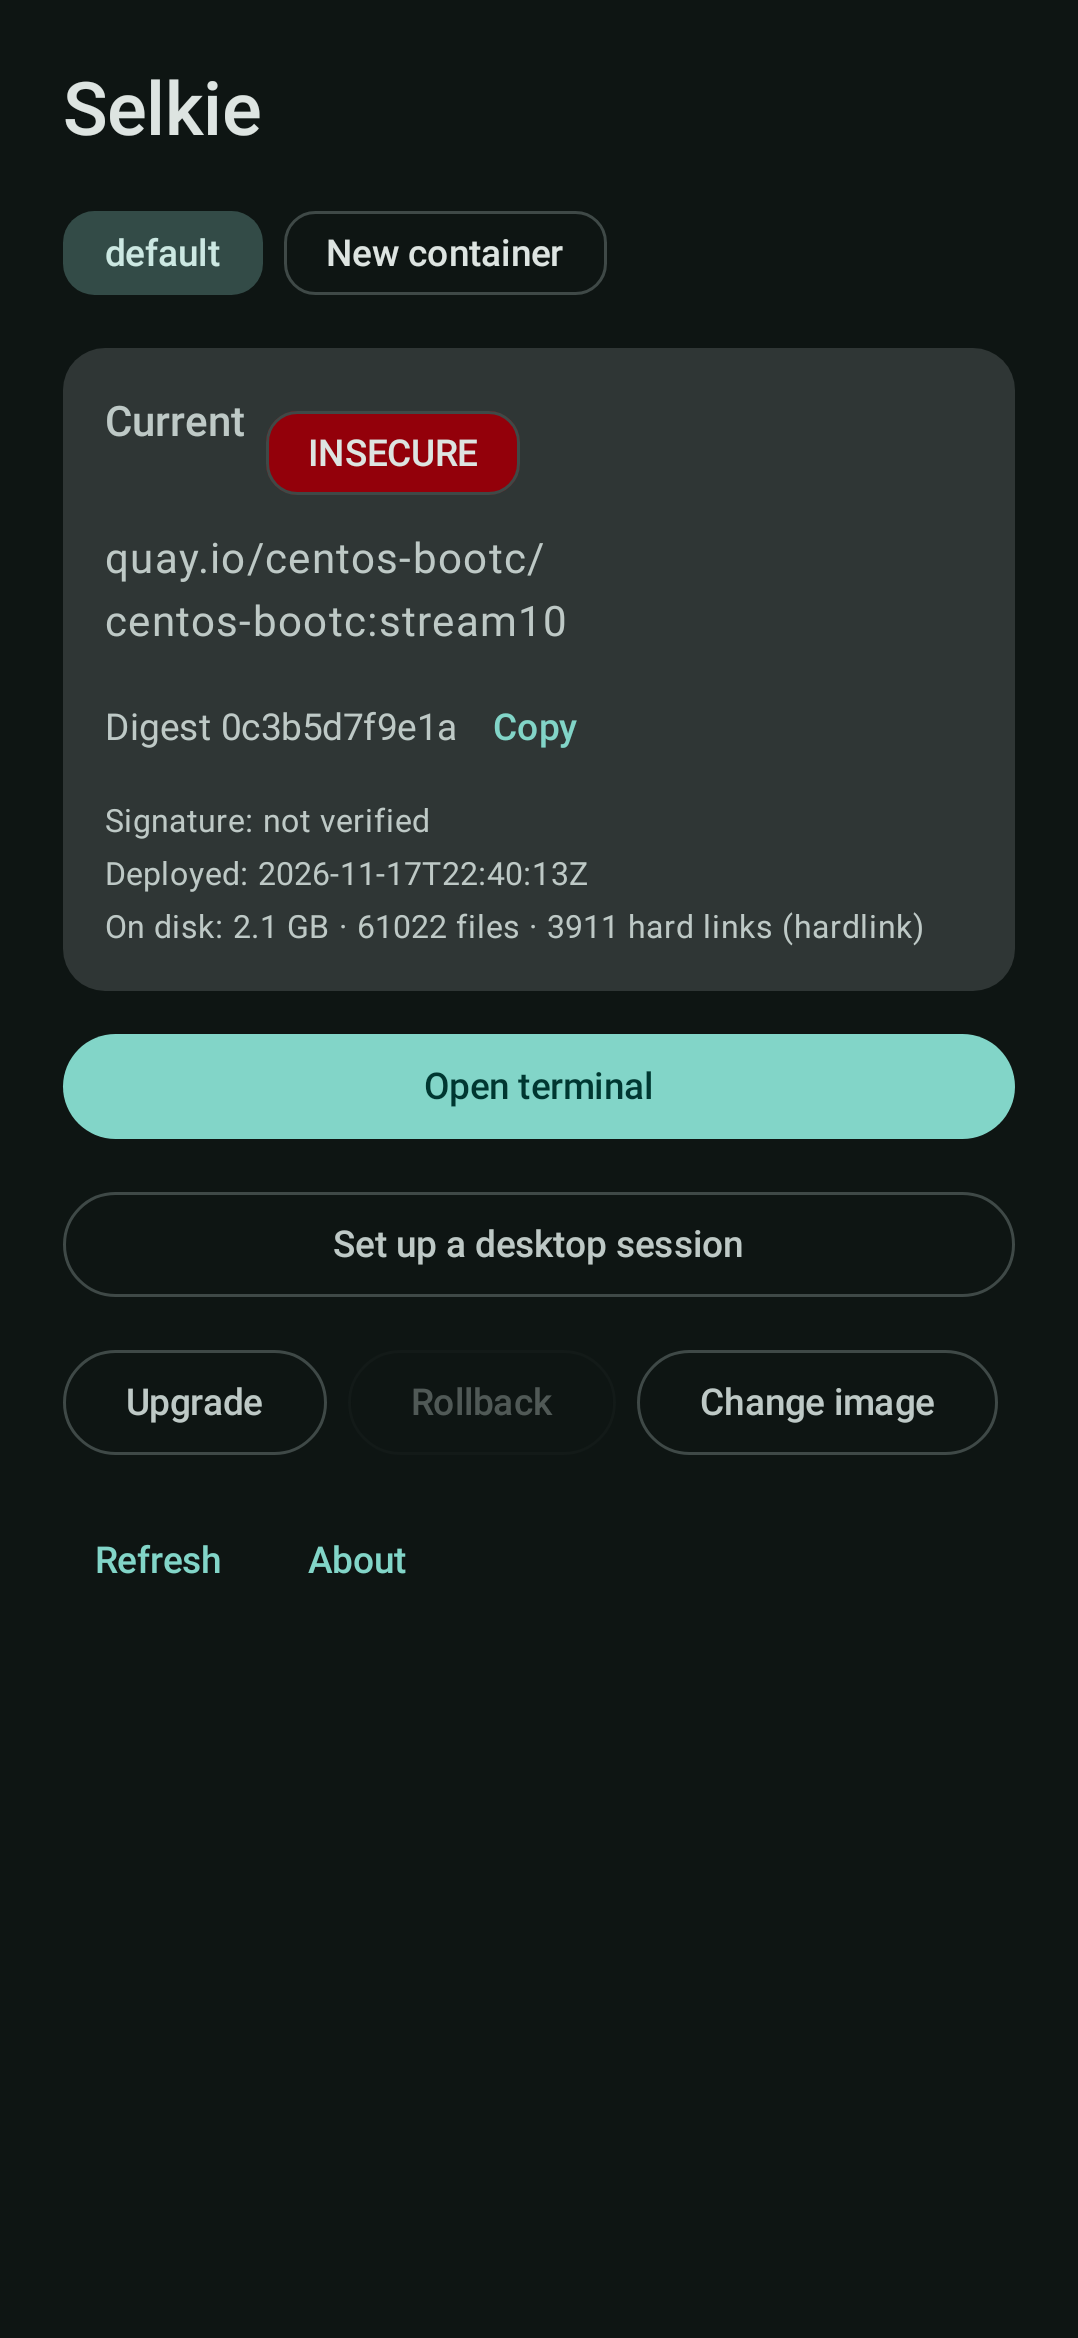 Selkie
default
New container
Current
INSECURE
quay.io/centos-bootc/
centos-bootc:stream10
Digest 0c3b5d7f9e1a
Copy
Signature: not verified
Deployed: 2026-11-17T22:40:13Z
On disk: 2.1 GB · 61022 files · 3911 hard links (hardlink)
Open terminal
Set up a desktop session
Upgrade
Rollback
Change image
Refresh
About